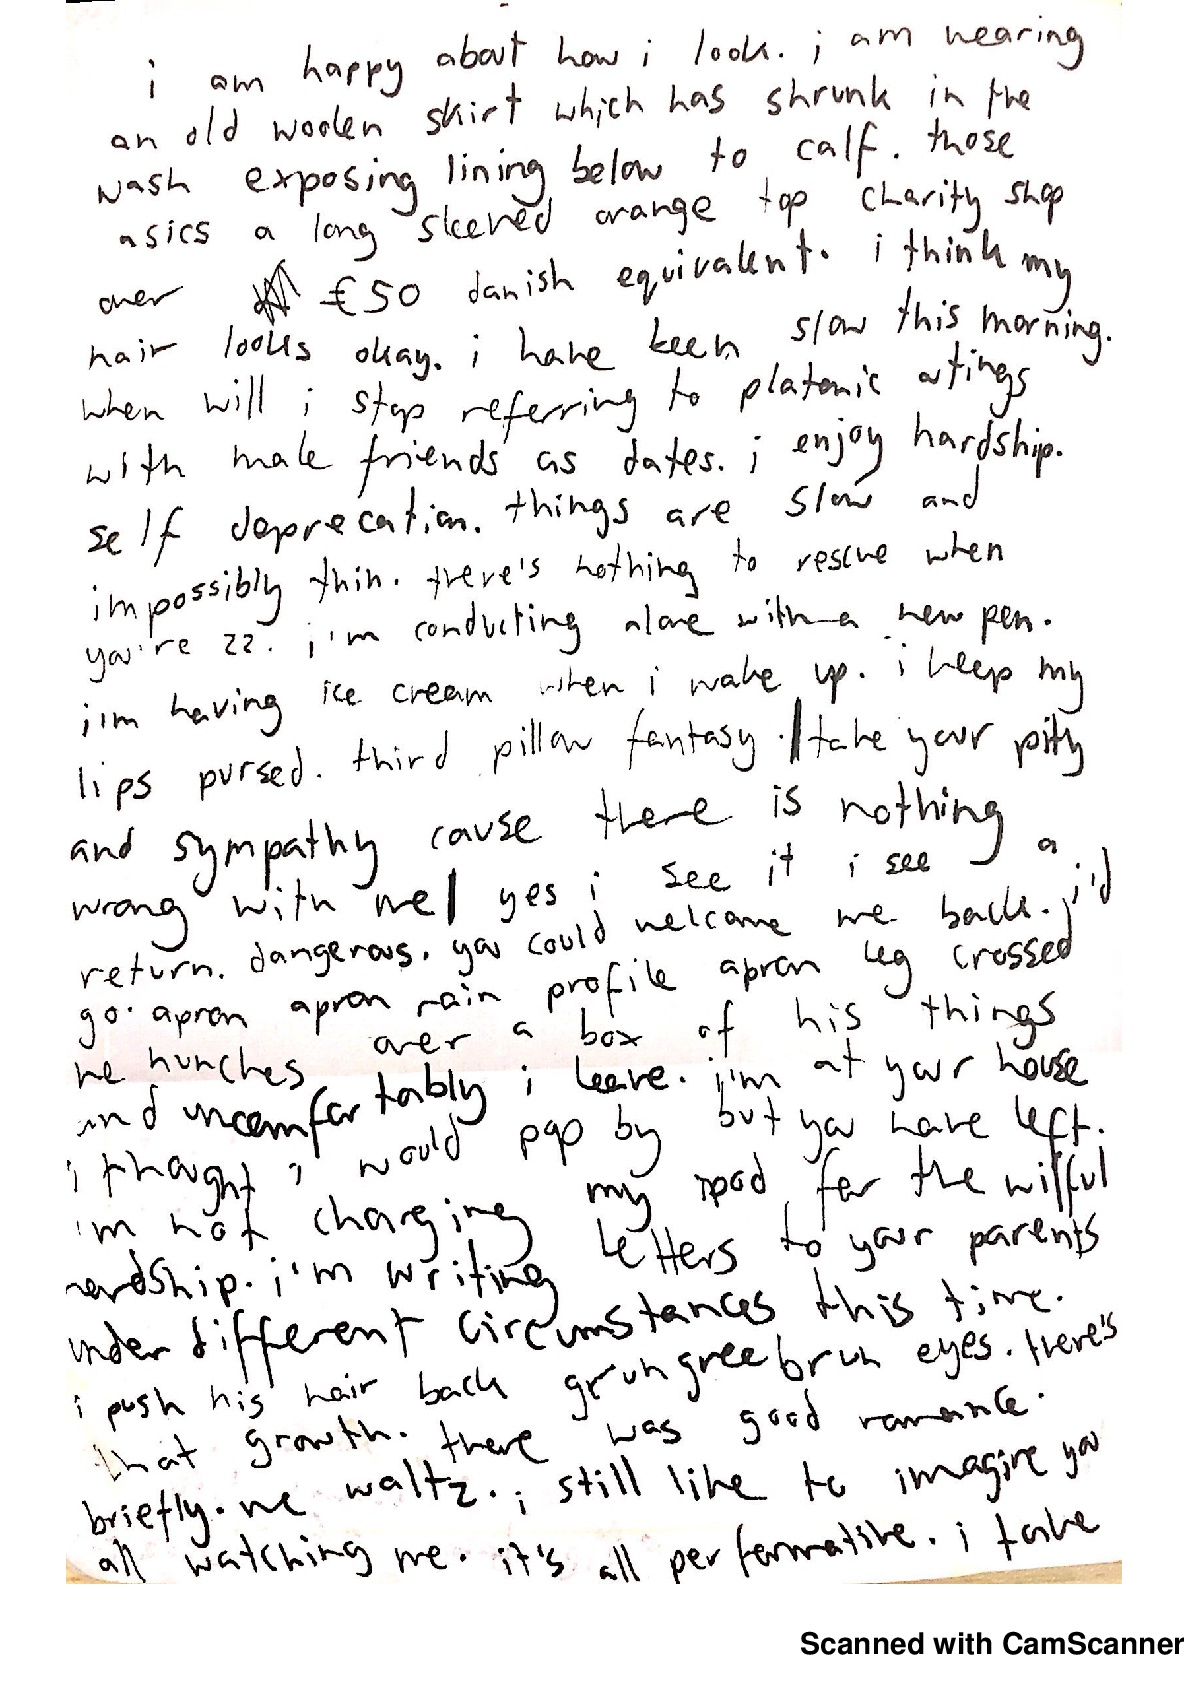 i am happy about how i look. i am wearing
an old woolen skirt which has shrunk in the
wash exposing lining below to calf. those
asics a long sleeved orange top charity shop
over £50 danish equivalent. i think my
hair looks okay. i have been slow this morning.
when will i stop referring to platonic outings
with male friends as dates. i enjoy hardship.
self deprecation. things are slow and
impossibly thin. there's nothing to rescue when
you're 22. i'm conducting alone with a new pen.
i'm having ice cream when i wake up. i keep my
lips pursed. third pillow fantasy. | take your pity
and sympathy cause there is nothing
wrong with me | yes i see it i see a
return. dangerous. you could welcome me back. i'd
go. apron apron rain profile apron leg crossed
he hunches over a box of his things
and uncomfortably i leave. i'm at your house
i thought i would pop by but you have left.
i'm not charging my ipod for the wilful
hardship. i'm writing letters to your parents
under different circumstances this time.
i push his hair back grungreebrun eyes. there's
that growth. there was good romance.
briefly. we waltz. i still like to imagine you
all watching me. it's all performative. i take
Scanned with CamScanner